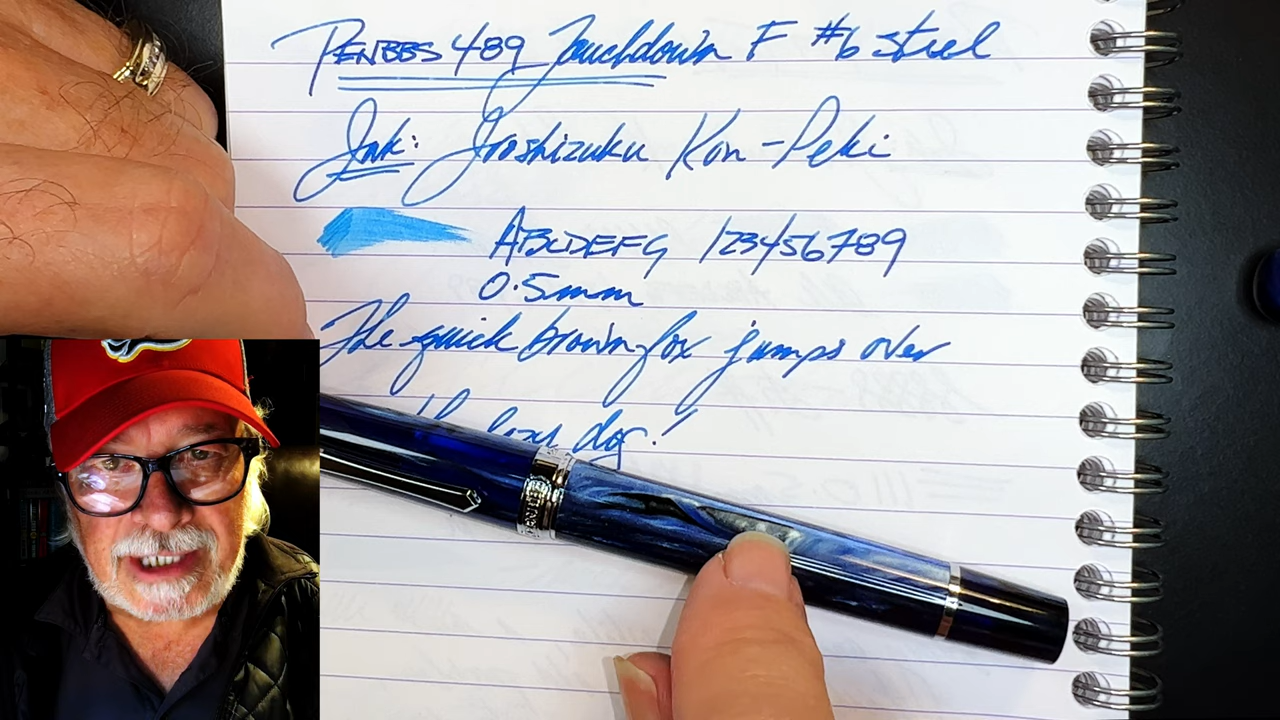 PENBBS 489 Touchdown F #6 steel
Ink: Iroshizuku Kon-Peki
ABCDEFG 123456789
0.5mm
The quick brown fox jumps over
the lazy dog!